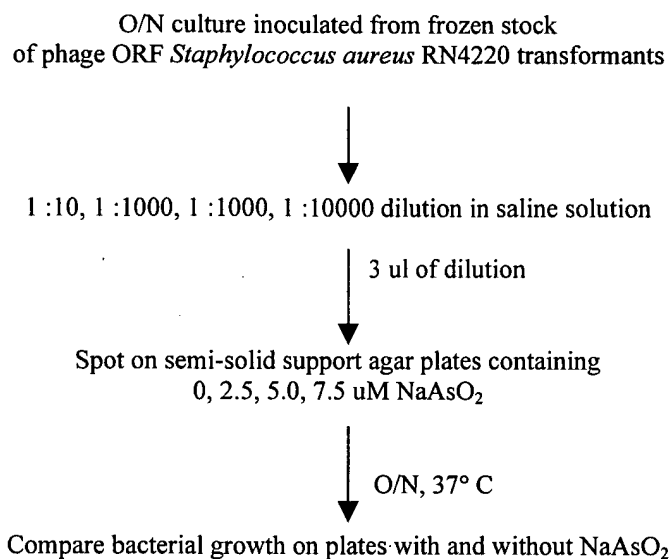 O/N culture inoculated from frozen stock
of phage ORF Staphylococcus aureus RN4220 transformants
1 :10, 1 :1000, 1 :1000, 1 :10000 dilution in saline solution
3 ul of dilution
Spot on semi-solid support agar plates containing
0, 2.5, 5.0, 7.5 uM NaAsO₂
O/N, 37° C
Compare bacterial growth on plates with and without NaAsO₂